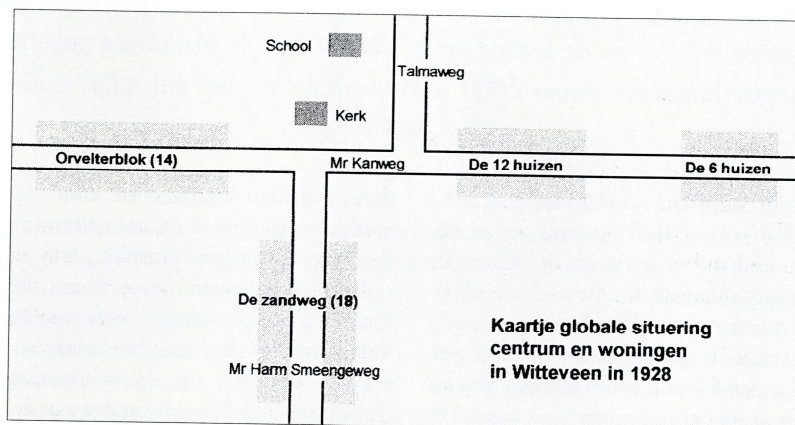 School
Talmaweg
Kerk
Orvelterblok (14)
Mr Kanweg
De 12 huizen
De 6 huizen
De zandweg (18)
Mr Harm Smeengeweg
Kaartje globale situering
centrum en woningen
in Witteveen in 1928